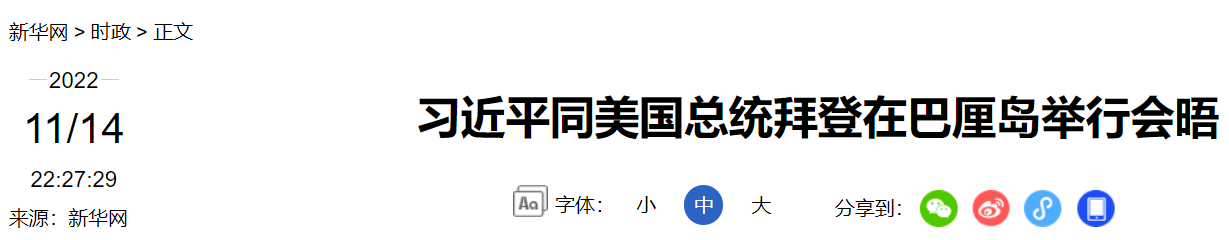 新华网 > 时政 > 正文
2022
11/14
22:27:29
来源：新华网
习近平同美国总统拜登在巴厘岛举行会晤
Aa 字体： 小 中 大 分享到：